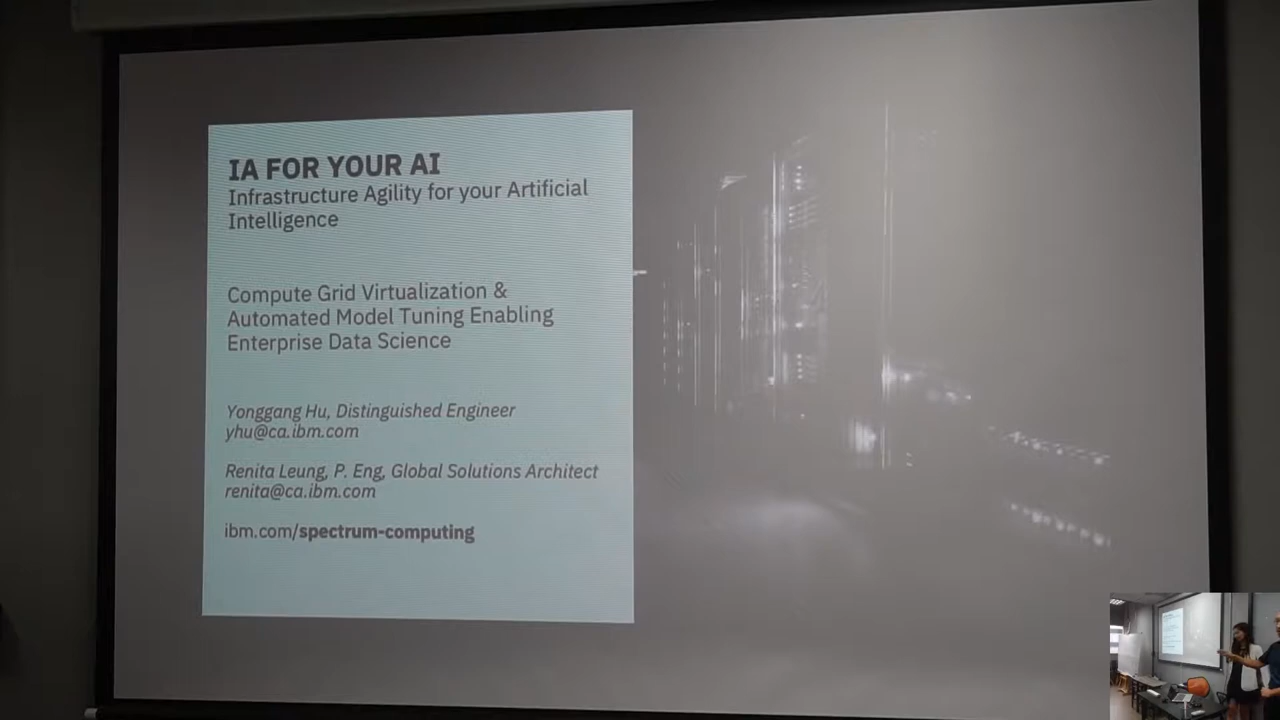 IA FOR YOUR AI
Infrastructure Agility for your Artificial
Intelligence
Compute Grid Virtualization &
Automated Model Tuning Enabling
Enterprise Data Science
Yonggang Hu, Distinguished Engineer
yhu@ca.ibm.com
Renita Leung, P. Eng, Global Solutions Architect
renita@ca.ibm.com
ibm.com/spectrum-computing